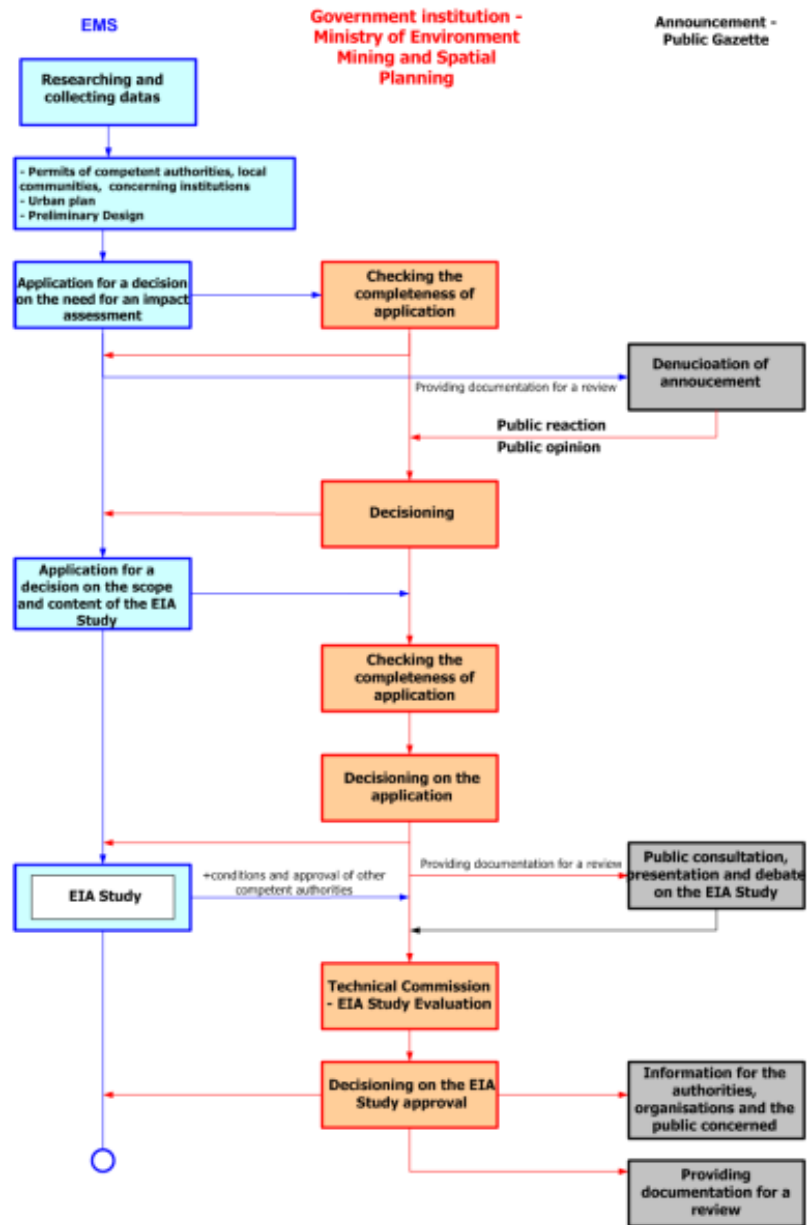 EMS
Government institution -
Ministry of Environment
Mining and Spatial
Planning
Announcement -
Public Gazette
Researching and
collecting datas
- Permits of competent authorities, local
communities, concerning institutions
- Urban plan
- Preliminary Design
Application for a decision
on the need for an impact
assessment
Checking the
completeness of
application
Denucioation of
annoucement
Providing documentation for a review
Public reaction
Public opinion
Decisioning
Application for a
decision on the scope
and content of the EIA
Study
Checking the
completeness of
application
Decisioning on the
application
EIA Study
+conditions and approval of other
competent authorities
Providing documentation for a review
Public consultation,
presentation and debate
on the EIA Study
Technical Commission
- EIA Study Evaluation
Decisioning on the EIA
Study approval
Information for the
authorities,
organisations and the
public concerned
Providing
documentation for a
review